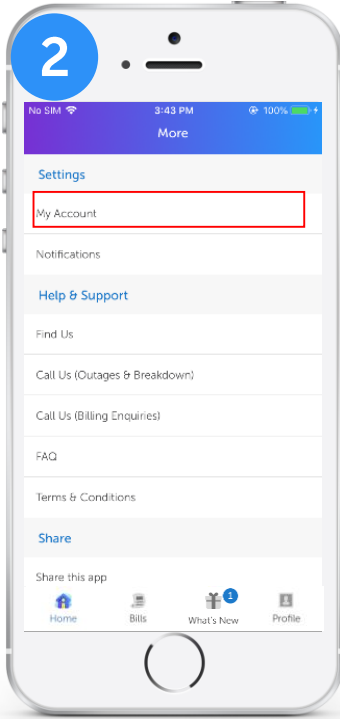 2
No SIM 3:43 PM 100%
More
Settings
My Account
Notifications
Help & Support
Find Us
Call Us (Outages & Breakdown)
Call Us (Billing Enquiries)
FAQ
Terms & Conditions
Share
Share this app
1
Home Bills What's New Profile